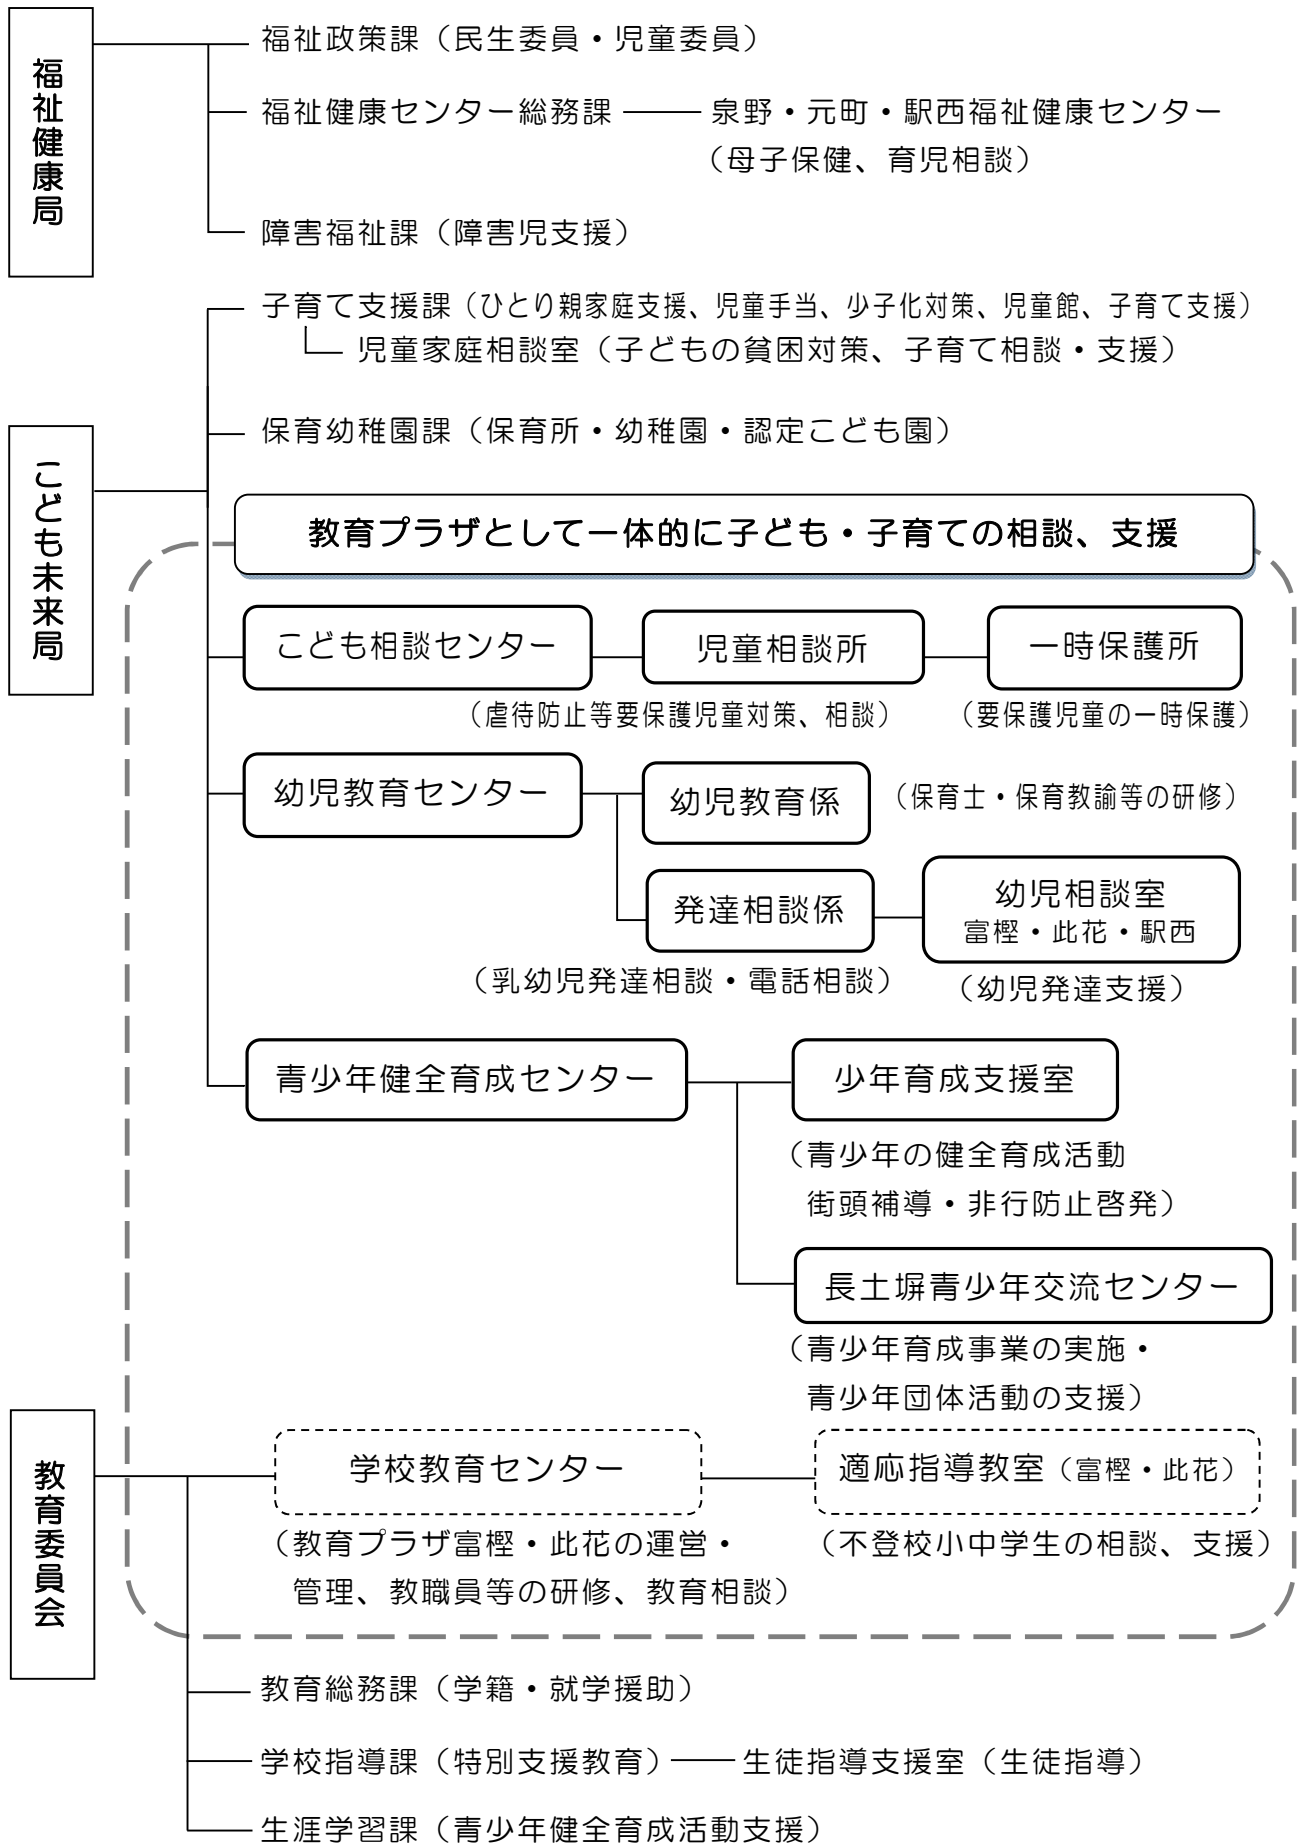 福祉健康局
福祉政策課（民生委員・児童委員）
福祉健康センター総務課
泉野・元町・駅西福祉健康センター
（母子保健、育児相談）
障害福祉課（障害児支援）
こども未来局
子育て支援課（ひとり親家庭支援、児童手当、少子化対策、児童館、子育て支援）
児童家庭相談室（子どもの貧困対策、子育て相談・支援）
保育幼稚園課（保育所・幼稚園・認定こども園）
教育プラザとして一体的に子ども・子育ての相談、支援
こども相談センター
児童相談所
一時保護所
（虐待防止等要保護児童対策、相談）
（要保護児童の一時保護）
幼児教育センター
幼児教育係
（保育士・保育教諭等の研修）
発達相談係
幼児相談室
富樫・此花・駅西
（乳幼児発達相談・電話相談）
（幼児発達支援）
青少年健全育成センター
少年育成支援室
（青少年の健全育成活動
街頭補導・非行防止啓発）
長土塀青少年交流センター
（青少年育成事業の実施・
青少年団体活動の支援）
教育委員会
学校教育センター
適応指導教室（富樫・此花）
（教育プラザ富樫・此花の運営・
管理、教職員等の研修、教育相談）
（不登校小中学生の相談、支援）
教育総務課（学籍・就学援助）
学校指導課（特別支援教育）
生徒指導支援室（生徒指導）
生涯学習課（青少年健全育成活動支援）